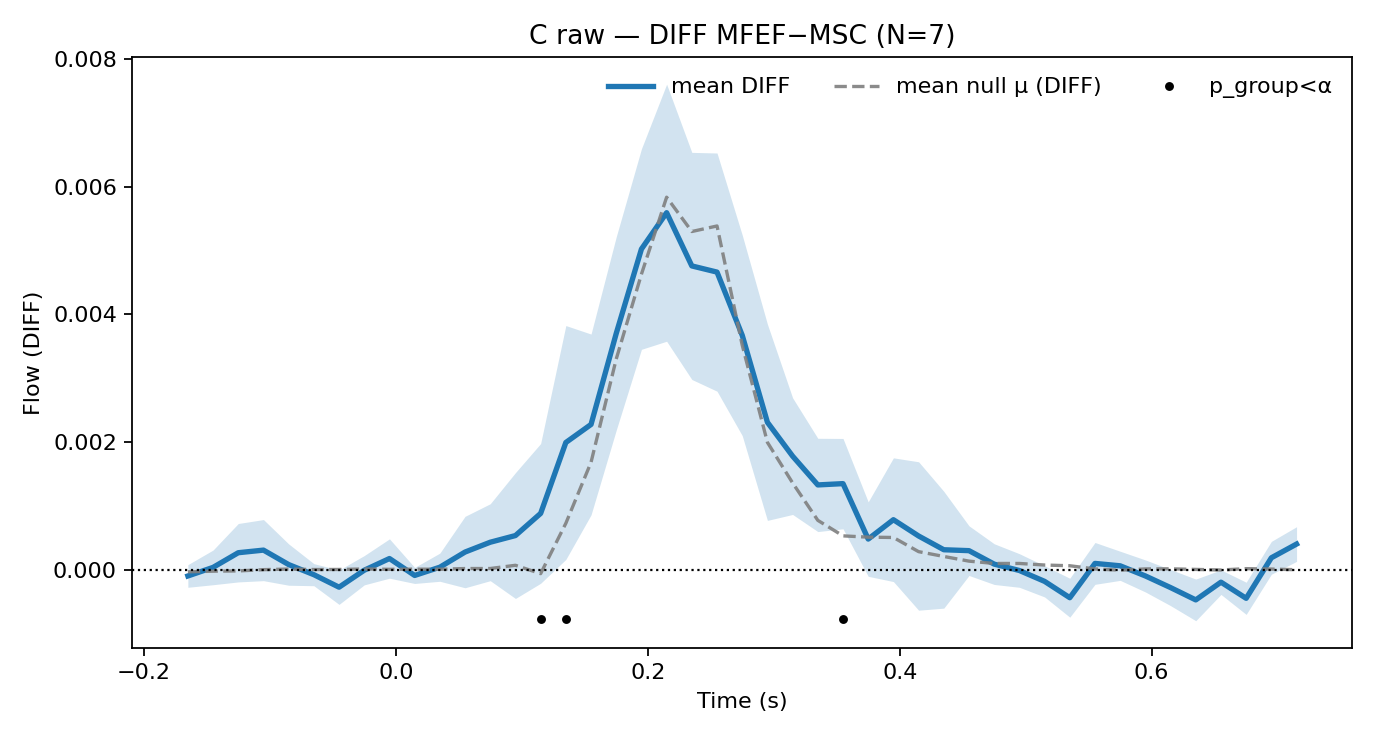 C raw — DIFF MFEF−MSC (N=7)
mean DIFF
mean null μ (DIFF)
p_group<α
0.008
0.006
0.004
0.002
0.000
Flow (DIFF)
−0.2
0.0
0.2
0.4
0.6
Time (s)